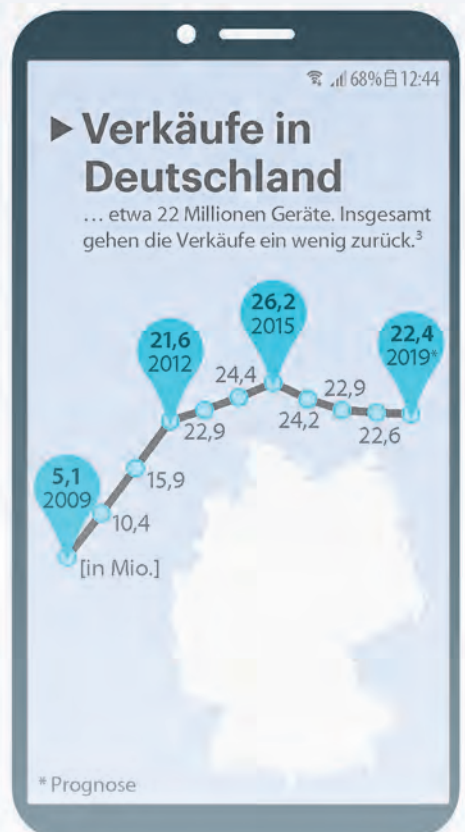 68% 12:44
▶ Verkäufe in
Deutschland
… etwa 22 Millionen Geräte. Insgesamt
gehen die Verkäufe ein wenig zurück.³
5,1
2009
10,4
15,9
21,6
2012
22,9
24,4
26,2
2015
24,2
22,9
22,6
22,4
2019*
[in Mio.]
* Prognose